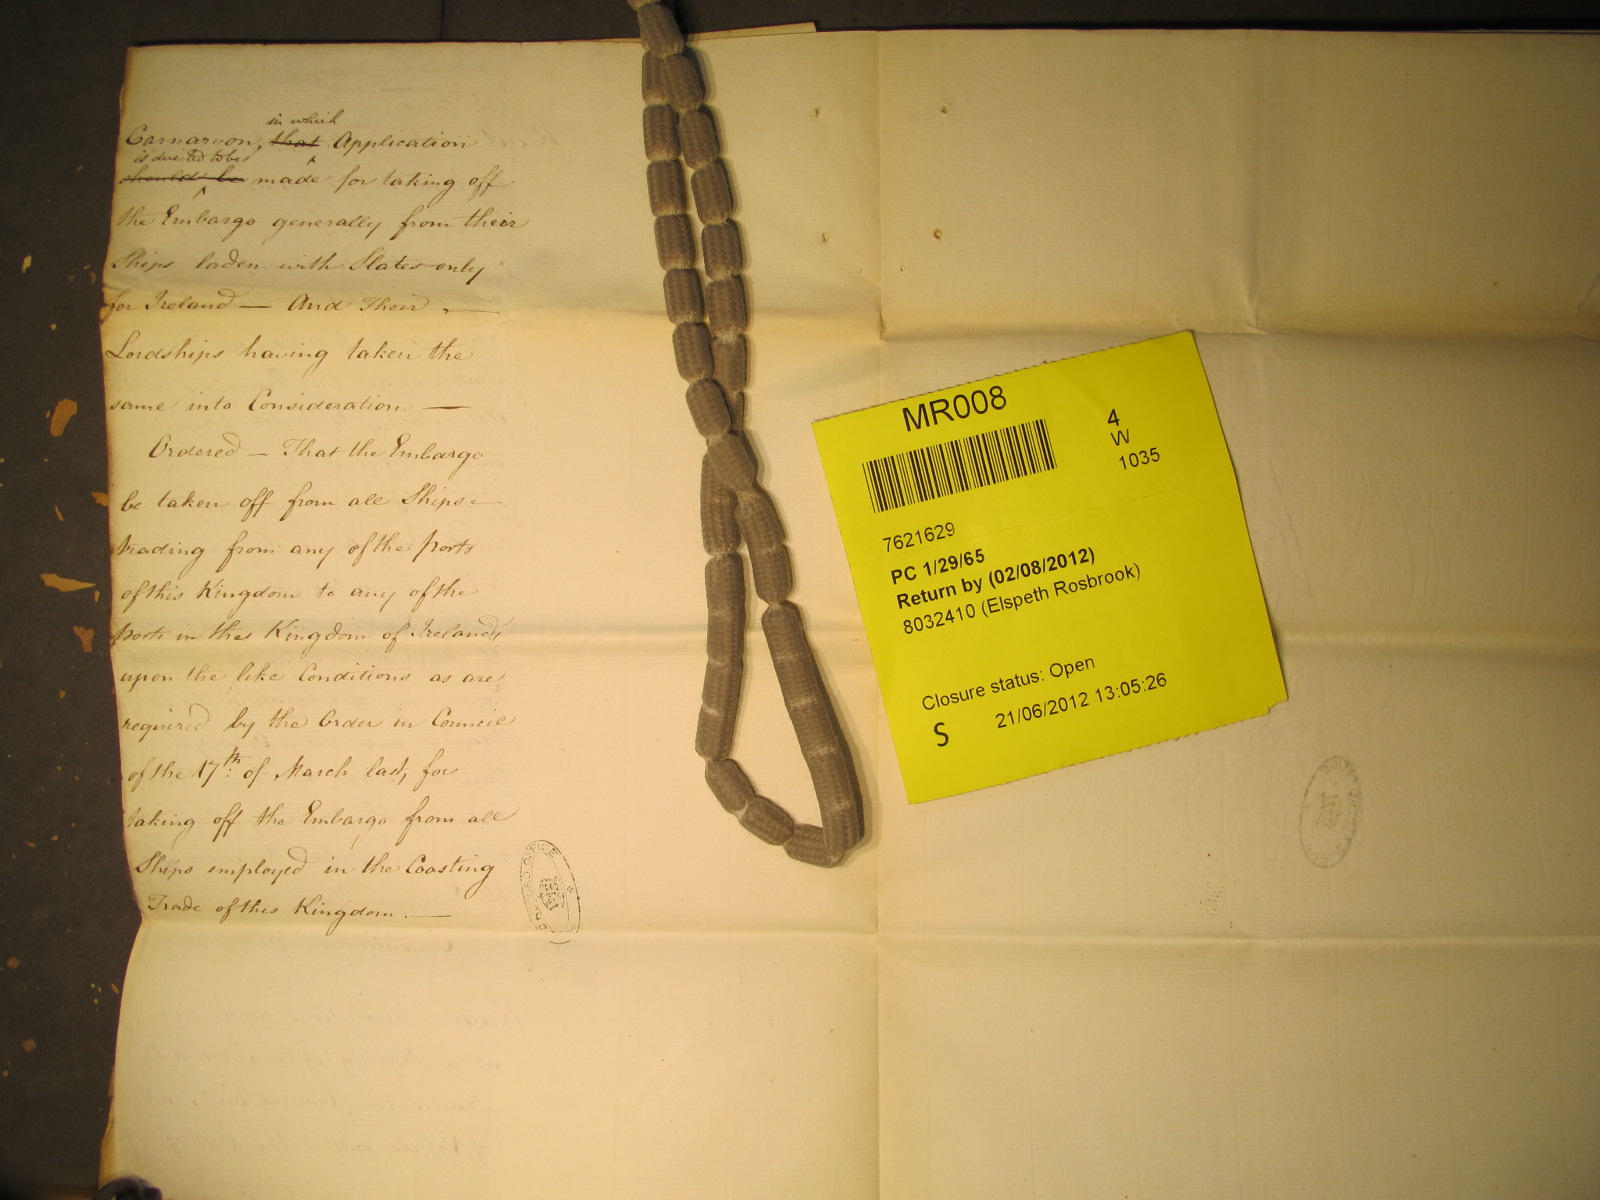 in which
Carnarvon, that Application
is directed to be
should be made for taking off
the Embargo generally from their
Ships laden with Slates only
for Ireland — And Their —
Lordships having taken the
same into Consideration —
Ordered — That the Embargo
be taken off from all Ships
trading from any of the ports
of this Kingdom to any of the
ports in the Kingdom of Ireland,
upon the like Conditions as are
required by the Order in Council
of the 17th of March last, for
taking off the Embargo from all
Ships employed in the Coasting
Trade of this Kingdom. —
MR008
4
W
1035
7621629
PC 1/29/65
Return by (02/08/2012)
8032410 (Elspeth Rosbrook)
Closure status: Open
S 21/06/2012 13:05:26